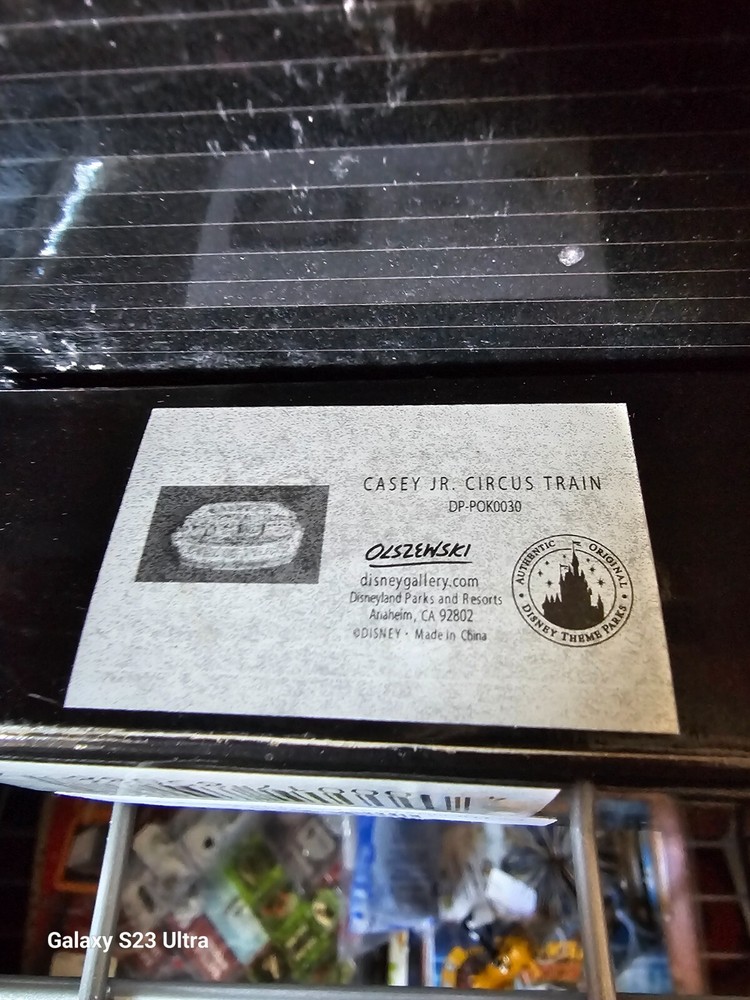 CASEY JR. CIRCUS TRAIN
DP-POK0030
OLSZEWSKI
disneygallery.com
Disneyland Parks and Resorts
Anaheim, CA 92802
©DISNEY • Made in China
• AUTHENTIC ORIGINAL •
DISNEY THEME PARKS
Galaxy S23 Ultra